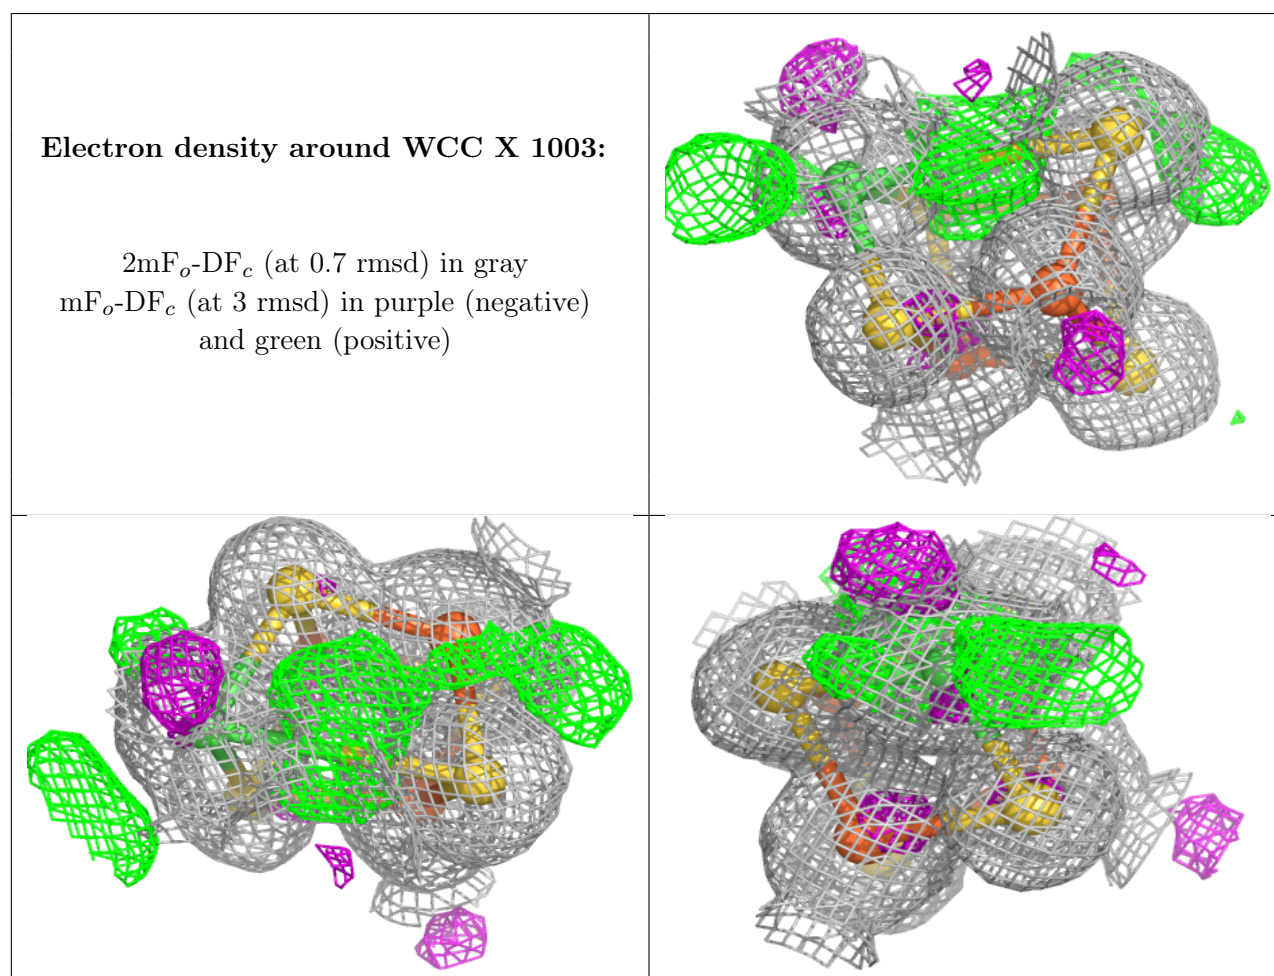 Electron density around WCC X 1003:
2mFo-DFc (at 0.7 rmsd) in gray
mFo-DFc (at 3 rmsd) in purple (negative)
and green (positive)